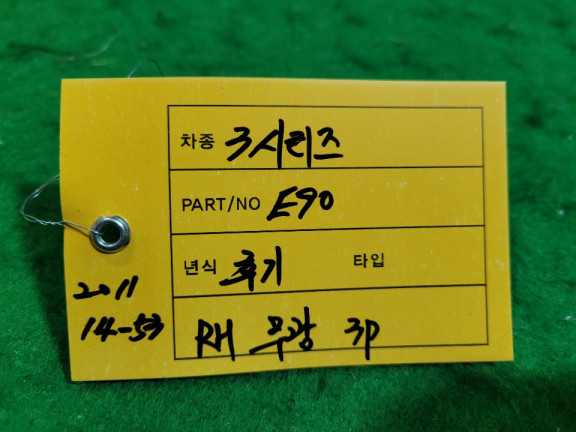 차종 3시리즈
PART/NO E90
년식 후기 타입
RH 무광 3P
2011
14-53